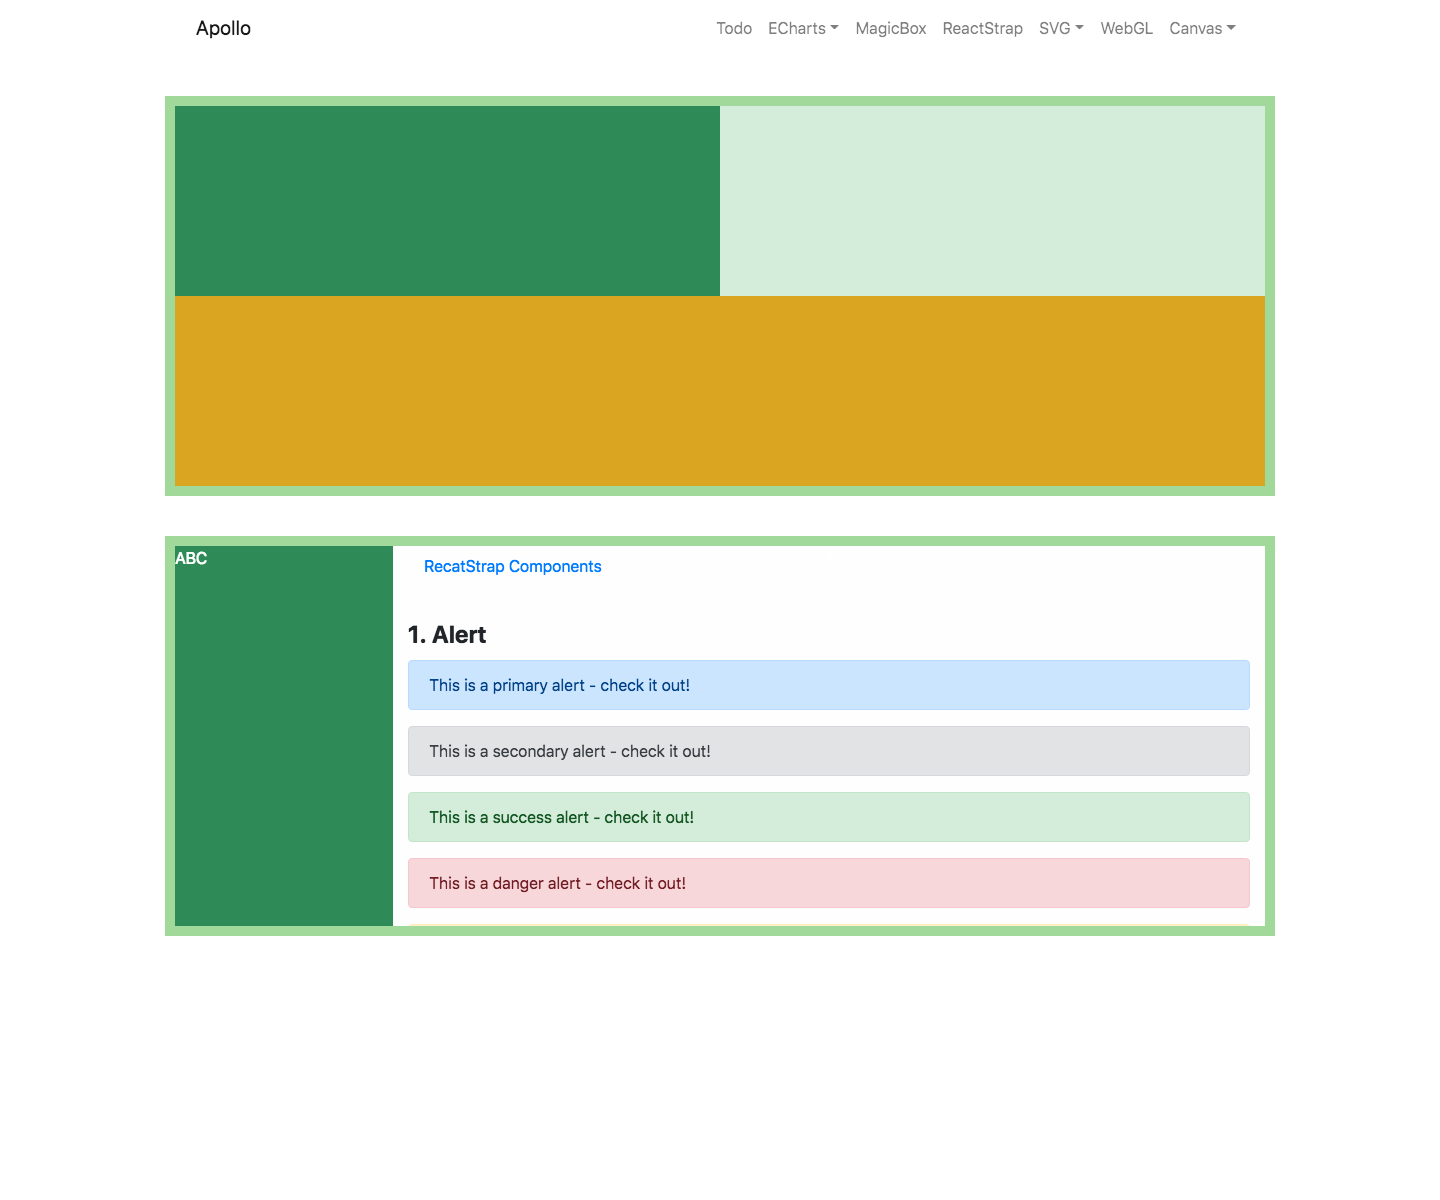 Apollo
Todo ECharts MagicBox ReactStrap SVG WebGL Canvas
ABC
RecatStrap Components
1. Alert
This is a primary alert - check it out!
This is a secondary alert - check it out!
This is a success alert - check it out!
This is a danger alert - check it out!